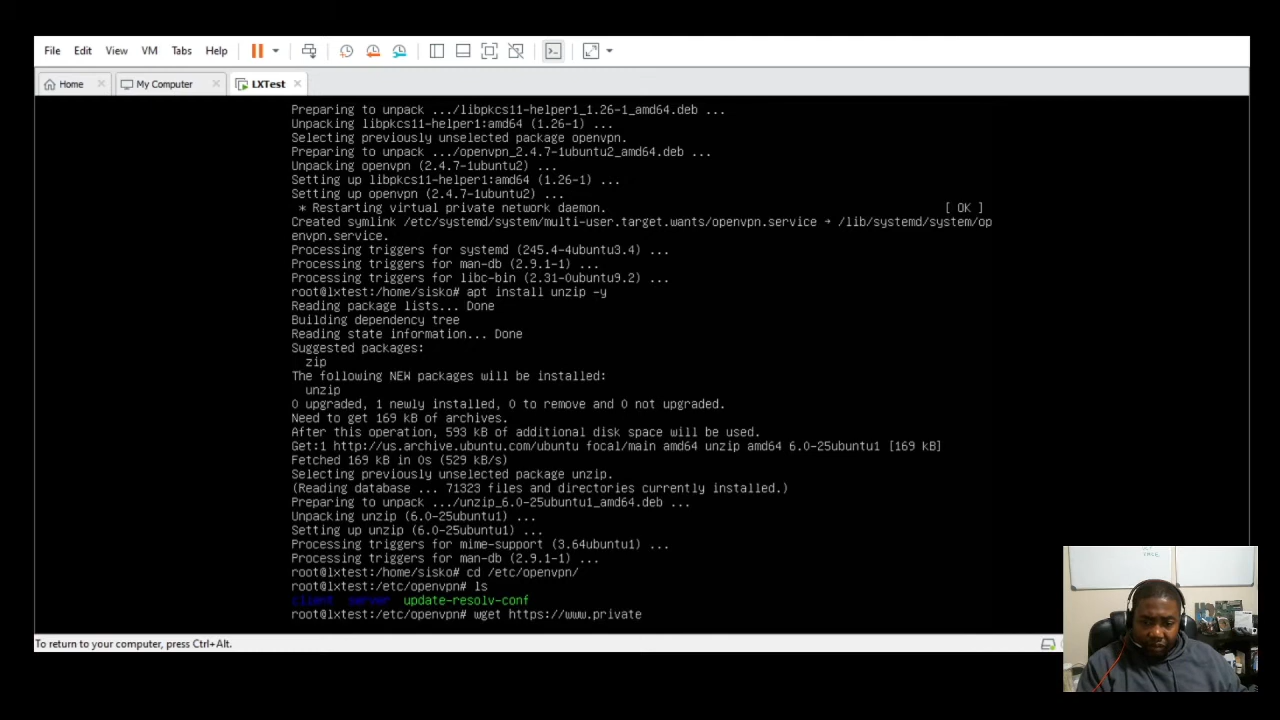 File Edit View VM Tabs Help
Home My Computer LXTest
Preparing to unpack .../libpkcs11-helper1_1.26-1_amd64.deb ...
Unpacking libpkcs11-helper1:amd64 (1.26-1) ...
Selecting previously unselected package openvpn.
Preparing to unpack .../openvpn_2.4.7-1ubuntu2_amd64.deb ...
Unpacking openvpn (2.4.7-1ubuntu2) ...
Setting up libpkcs11-helper1:amd64 (1.26-1) ...
Setting up openvpn (2.4.7-1ubuntu2) ...
* Restarting virtual private network daemon. [ OK ]
Created symlink /etc/systemd/system/multi-user.target.wants/openvpn.service → /lib/systemd/system/op
envpn.service.
Processing triggers for systemd (245.4-4ubuntu3.4) ...
Processing triggers for man-db (2.9.1-1) ...
Processing triggers for libc-bin (2.31-0ubuntu9.2) ...
root@lxtest:/home/sisko# apt install unzip -y
Reading package lists... Done
Building dependency tree
Reading state information... Done
Suggested packages:
zip
The following NEW packages will be installed:
unzip
0 upgraded, 1 newly installed, 0 to remove and 0 not upgraded.
Need to get 169 kB of archives.
After this operation, 593 kB of additional disk space will be used.
Get:1 http://us.archive.ubuntu.com/ubuntu focal/main amd64 unzip amd64 6.0-25ubuntu1 [169 kB]
Fetched 169 kB in 0s (529 kB/s)
Selecting previously unselected package unzip.
(Reading database ... 71323 files and directories currently installed.)
Preparing to unpack .../unzip_6.0-25ubuntu1_amd64.deb ...
Unpacking unzip (6.0-25ubuntu1) ...
Setting up unzip (6.0-25ubuntu1) ...
Processing triggers for mime-support (3.64ubuntu1) ...
Processing triggers for man-db (2.9.1-1) ...
root@lxtest:/home/sisko# cd /etc/openvpn/
root@lxtest:/etc/openvpn# ls
client server update-resolv-conf
root@lxtest:/etc/openvpn# wget https://www.private
To return to your computer, press Ctrl+Alt.